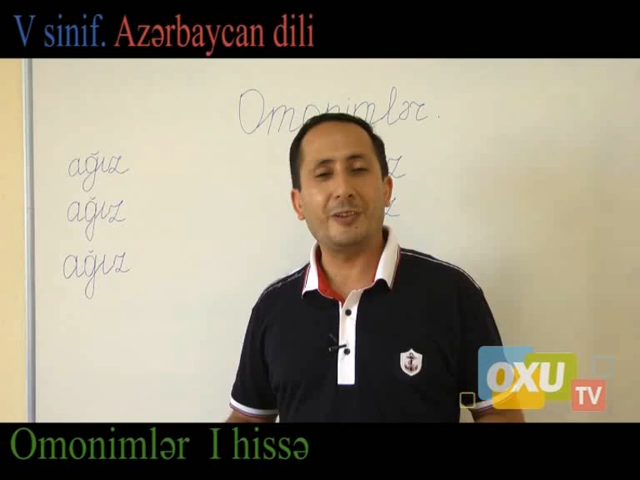 V sinif. Azərbaycan dili
Omonimlər.
ağız
ağız
ağız
OXU
TV
Omonimlər I hissə